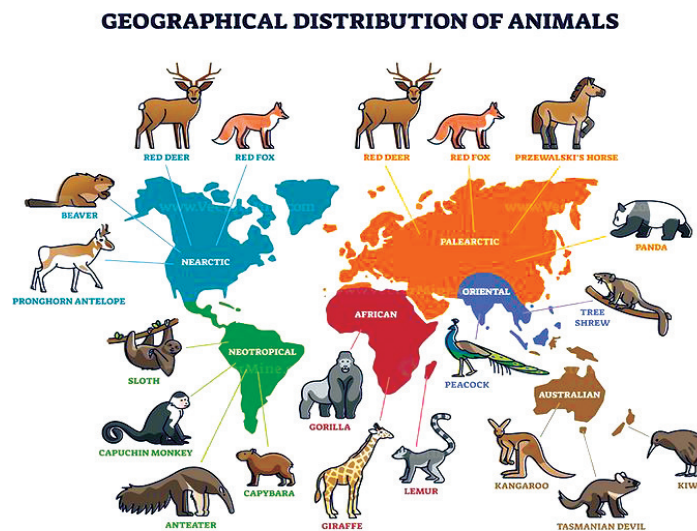 GEOGRAPHICAL DISTRIBUTION OF ANIMALS
RED DEER
RED FOX
RED DEER
RED FOX
PRZEWALSKI'S HORSE
BEAVER
PALEARCTIC
PANDA
NEARCTIC
PRONGHORN ANTELOPE
ORIENTAL
TREE
SHREW
AFRICAN
NEOTROPICAL
SLOTH
PEACOCK
AUSTRALIAN
GORILLA
CAPUCHIN MONKEY
CAPYBARA
LEMUR
KANGAROO
KIW
ANTEATER
GIRAFFE
TASMANIAN DEVIL